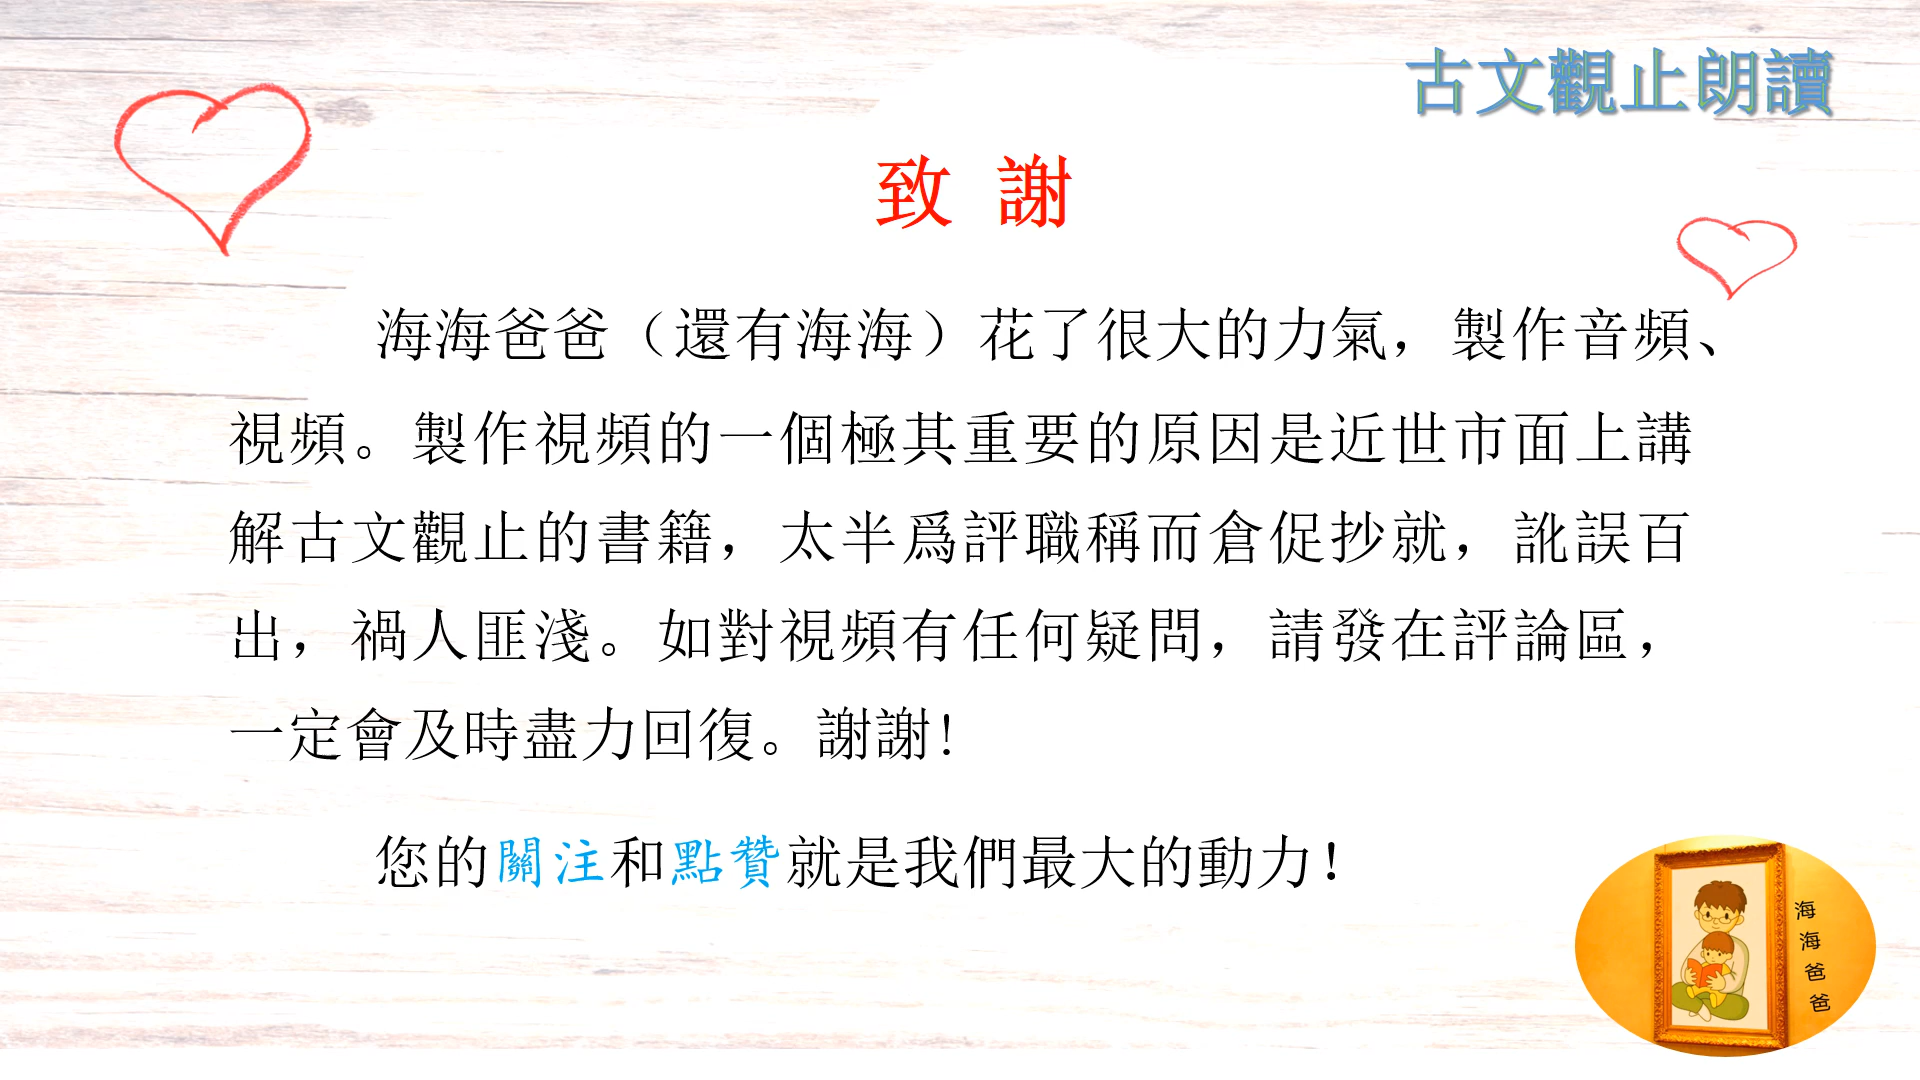 古文觀止朗讀
致 謝
海海爸爸（還有海海）花了很大的力氣，製作音頻、
視頻。製作視頻的一個極其重要的原因是近世市面上講
解古文觀止的書籍，太半爲評職稱而倉促抄就，訛誤百
出，禍人匪淺。如對視頻有任何疑問，請發在評論區，
一定會及時盡力回復。謝謝!
您的關注和點贊就是我們最大的動力!
海海爸爸